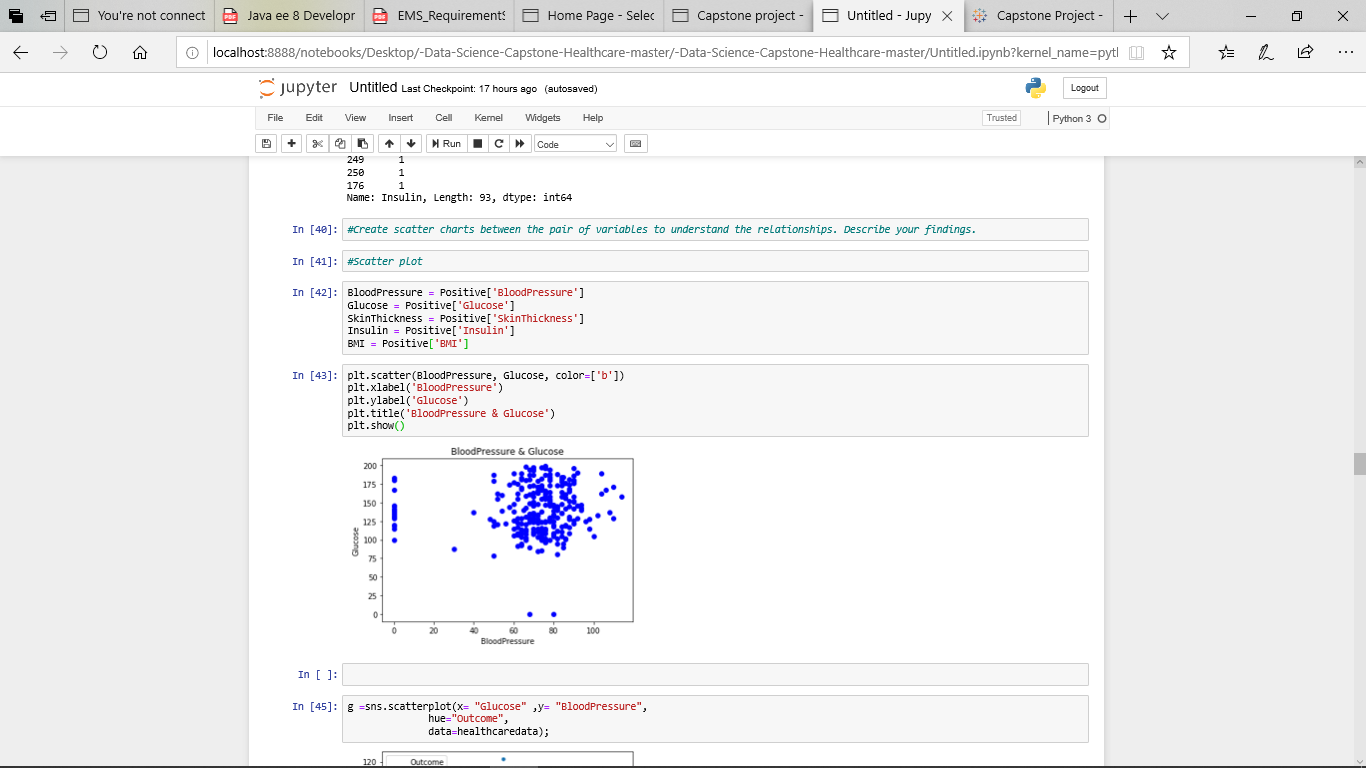 You're not connect
Java ee 8 Developr
EMS_Requirements
Home Page - Selec
Capstone project -
Untitled - Jupy
Capstone Project -
localhost:8888/notebooks/Desktop/-Data-Science-Capstone-Healthcare-master/-Data-Science-Capstone-Healthcare-master/Untitled.ipynb?kernel_name=pyt
jupyter Untitled Last Checkpoint: 17 hours ago (autosaved)
Logout
File Edit View Insert Cell Kernel Widgets Help
Trusted
Python 3
Run
Code
249 1
250 1
176 1
Name: Insulin, Length: 93, dtype: int64
In [40]: #Create scatter charts between the pair of variables to understand the relationships. Describe your findings.
In [41]: #Scatter plot
In [42]: BloodPressure = Positive['BloodPressure']
Glucose = Positive['Glucose']
SkinThickness = Positive['SkinThickness']
Insulin = Positive['Insulin']
BMI = Positive['BMI']
In [43]: plt.scatter(BloodPressure, Glucose, color=['b'])
plt.xlabel('BloodPressure')
plt.ylabel('Glucose')
plt.title('BloodPressure & Glucose')
plt.show()
BloodPressure & Glucose
200
175
150
125
100
75
50
25
0
Glucose
0 20 40 60 80 100
BloodPressure
In [ ]:
In [45]: g =sns.scatterplot(x= "Glucose" ,y= "BloodPressure",
hue="Outcome",
data=healthcaredata);
120
Outcome